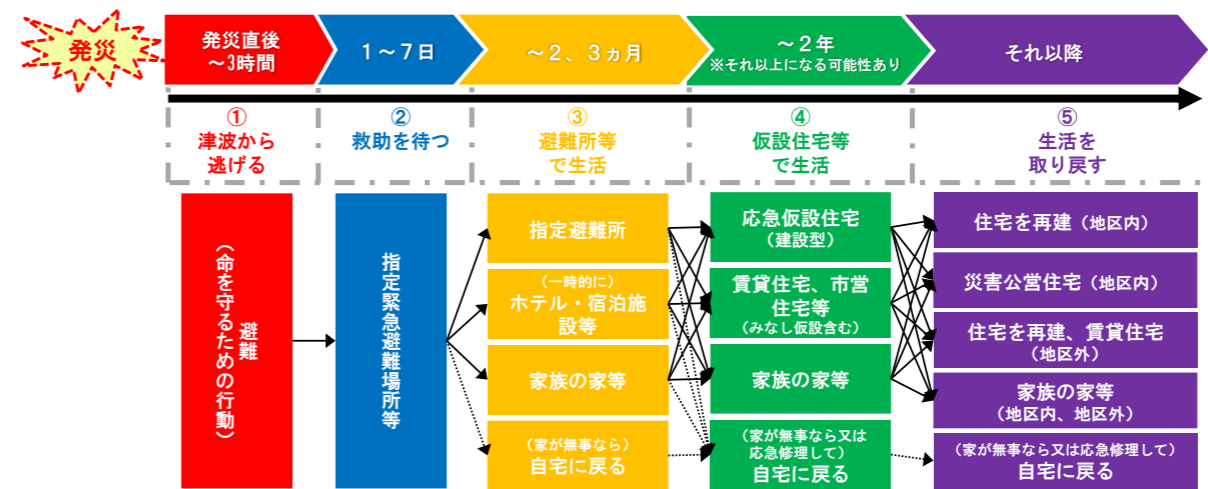 発災
発災直後
～3時間
1～7日
～２、３ヵ月
～２年
※それ以上になる可能性あり
それ以降
①
津波から
逃げる
②
救助を待つ
③
避難所等
で生活
④
仮設住宅等
で生活
⑤
生活を
取り戻す
避難
（命を守るための行動）
指定緊急避難場所等
指定避難所
（一時的に）
ホテル・宿泊施
設等
家族の家等
（家が無事なら）
自宅に戻る
応急仮設住宅
（建設型）
賃貸住宅、市営
住宅等
（みなし仮設含む）
家族の家等
（家が無事なら又は
応急修理して）
自宅に戻る
住宅を再建（地区内）
災害公営住宅（地区内）
住宅を再建、賃貸住宅
（地区外）
家族の家等
（地区内、地区外）
（家が無事なら又は応急修理して）
自宅に戻る